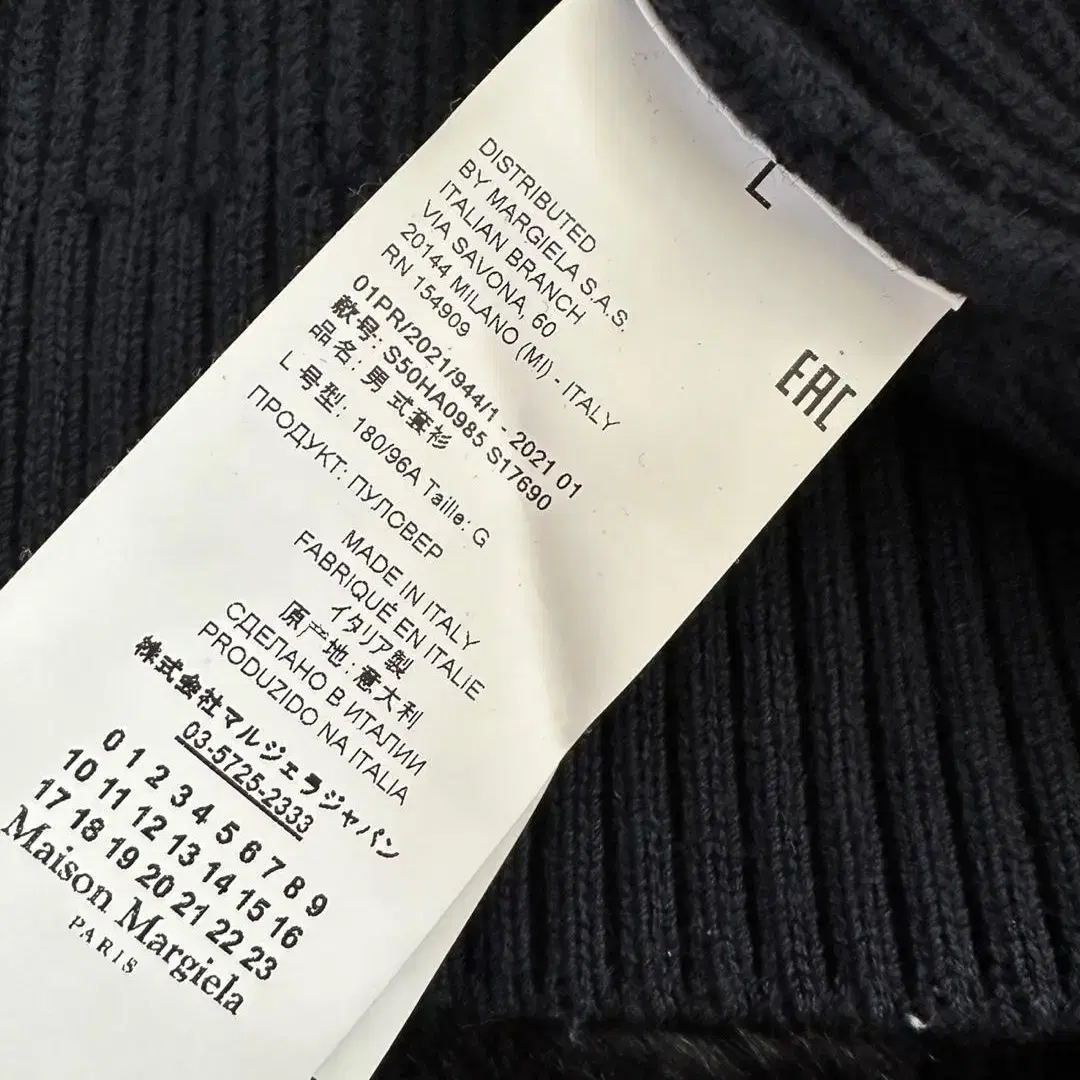 L
EAC
DISTRIBUTED
BY MARGIELA S.A.S.
ITALIAN BRANCH
VIA SAVONA, 60
20144 MILANO (MI) - ITALY
RN 154909
01PR/2021/944/1 - 2021 01
款号: S50HA0985 S17690
品名: 男式套衫
L 号型: 180/96A Taille: G
ПРОДУКТ: ПУЛОВЕР
MADE IN ITALY
FABRIQUÉ EN ITALIE
イタリア製
原产地: 意大利
СДЕЛАНО В ИТАЛИИ
PRODUZIDO NA ITALIA
株式会社マルジェラジャパン
03-5725-2333
0 1 2 3 4 5 6 7 8 9
10 11 12 13 14 15 16
17 18 19 20 21 22 23
Maison Margiela
PARIS